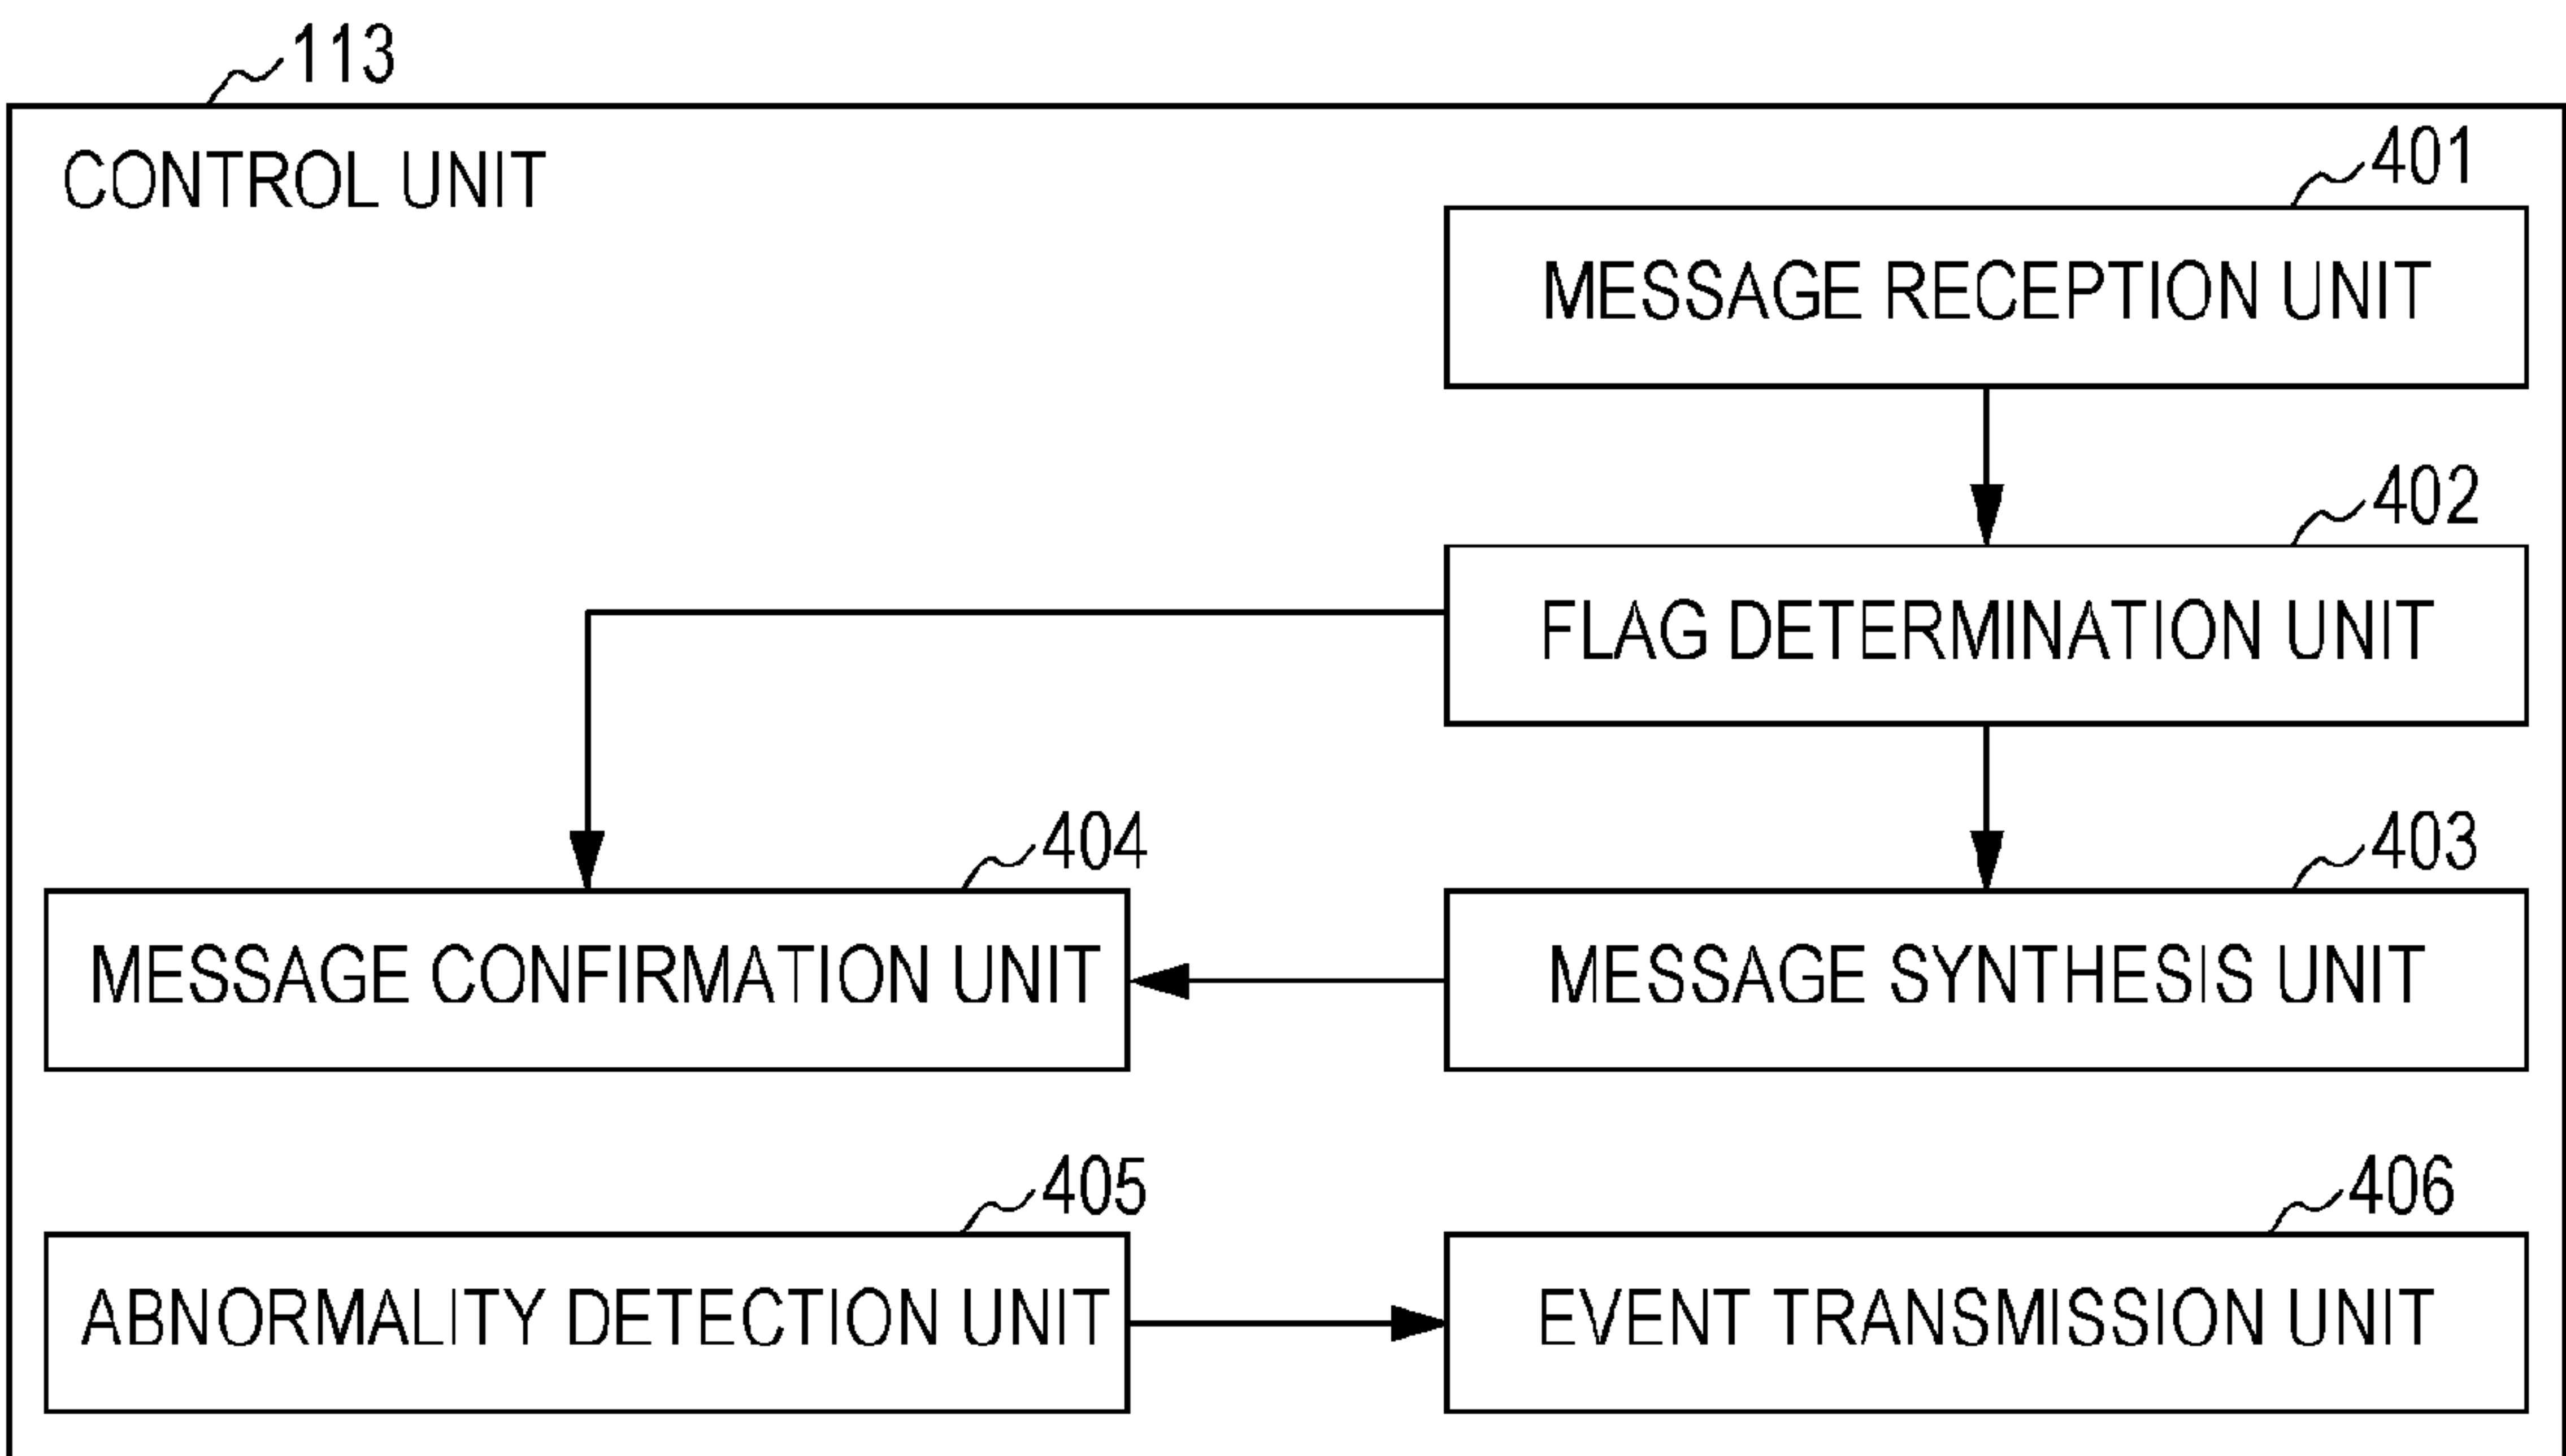 113
CONTROL UNIT
401
MESSAGE RECEPTION UNIT
402
FLAG DETERMINATION UNIT
404
403
MESSAGE CONFIRMATION UNIT
MESSAGE SYNTHESIS UNIT
405
406
ABNORMALITY DETECTION UNIT
EVENT TRANSMISSION UNIT